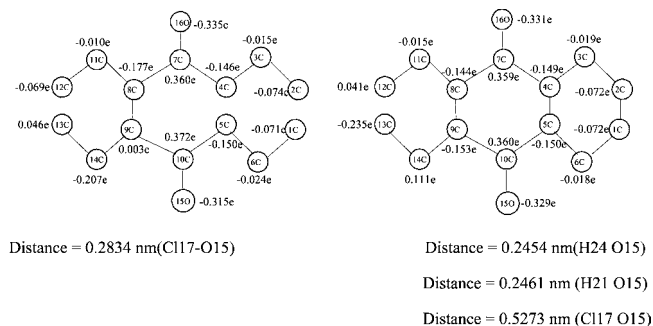 16O -0.335e
-0.015e
-0.010e
11C -0.177e 7C -0.146e 3C
0.360e
-0.069e 12C 8C 4C -0.074e 2C
0.046e 13C 9C 0.372e 5C -0.071e 1C
0.003e -0.150e
14C 10C 6C
-0.207e -0.024e
15O -0.315e
Distance = 0.2834 nm(Cl17-O15)
16O -0.331e
-0.019e
-0.015e
11C -0.144e 7C -0.149e 3C
0.359e
0.041e 12C 8C 4C -0.072e 2C
-0.235e 13C 9C 0.360e 5C -0.072e 1C
-0.153e -0.150e
14C 10C 6C
0.111e -0.018e
15O -0.329e
Distance = 0.2454 nm(H24 O15)
Distance = 0.2461 nm (H21 O15)
Distance = 0.5273 nm (Cl17 O15)